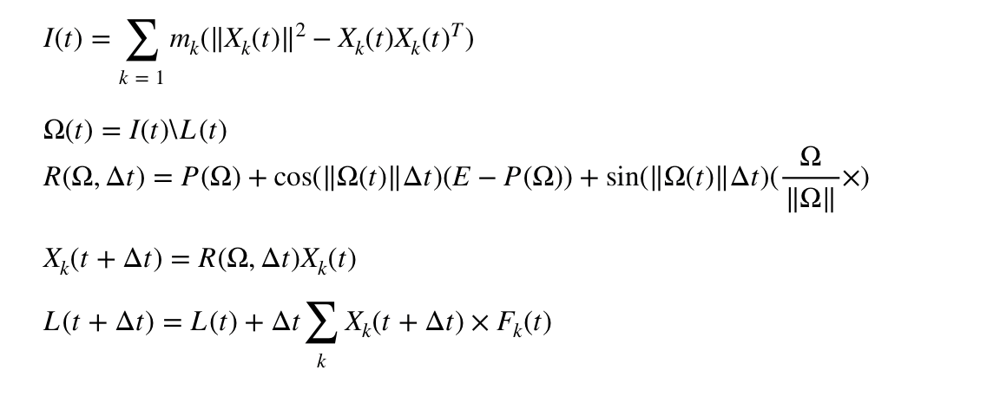 I(t) = ∑_{k = 1} m_k(‖X_k(t)‖² − X_k(t)X_k(t)^T)
Ω(t) = I(t)\L(t)
R(Ω, Δt) = P(Ω) + cos(‖Ω(t)‖Δt)(E − P(Ω)) + sin(‖Ω(t)‖Δt)(\frac{Ω}{‖Ω‖}×)
X_k(t + Δt) = R(Ω, Δt)X_k(t)
L(t + Δt) = L(t) + Δt ∑_k X_k(t + Δt) × F_k(t)